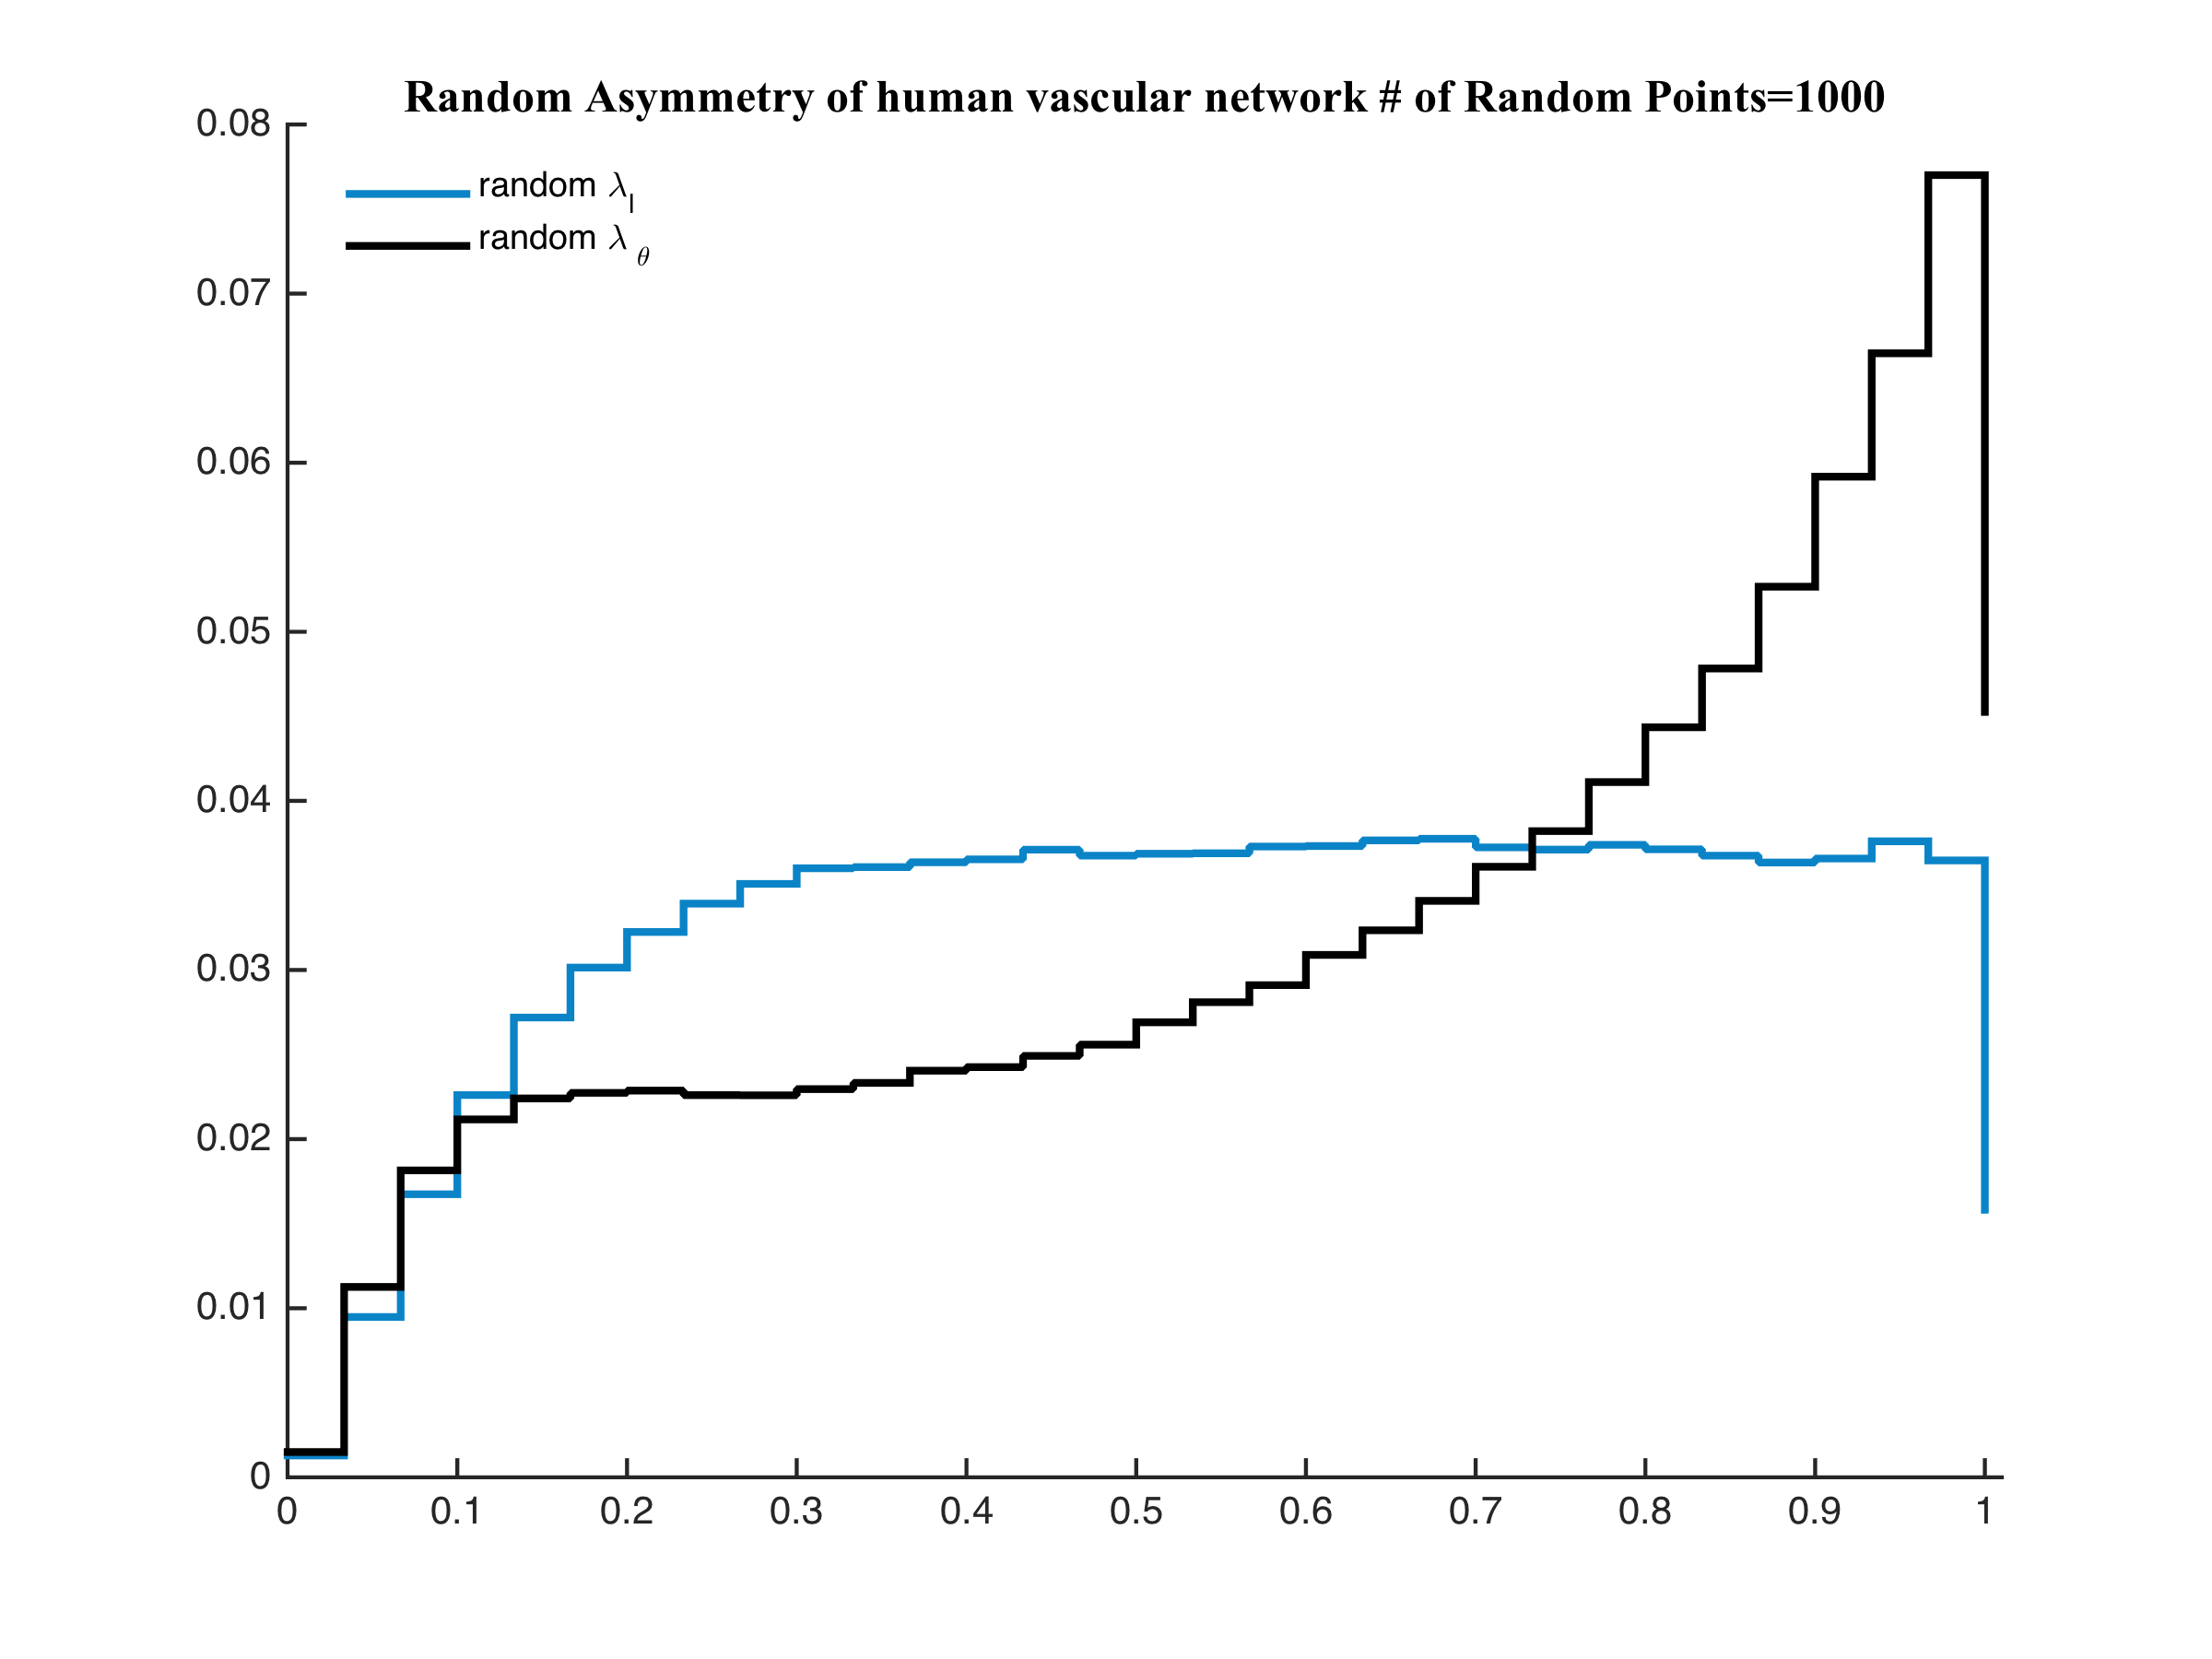 Random Asymmetry of human vascular network # of Random Points=1000
0.08
random λ_l
random λ_θ
0.07
0.06
0.05
0.04
0.03
0.02
0.01
0
0 0.1 0.2 0.3 0.4 0.5 0.6 0.7 0.8 0.9 1